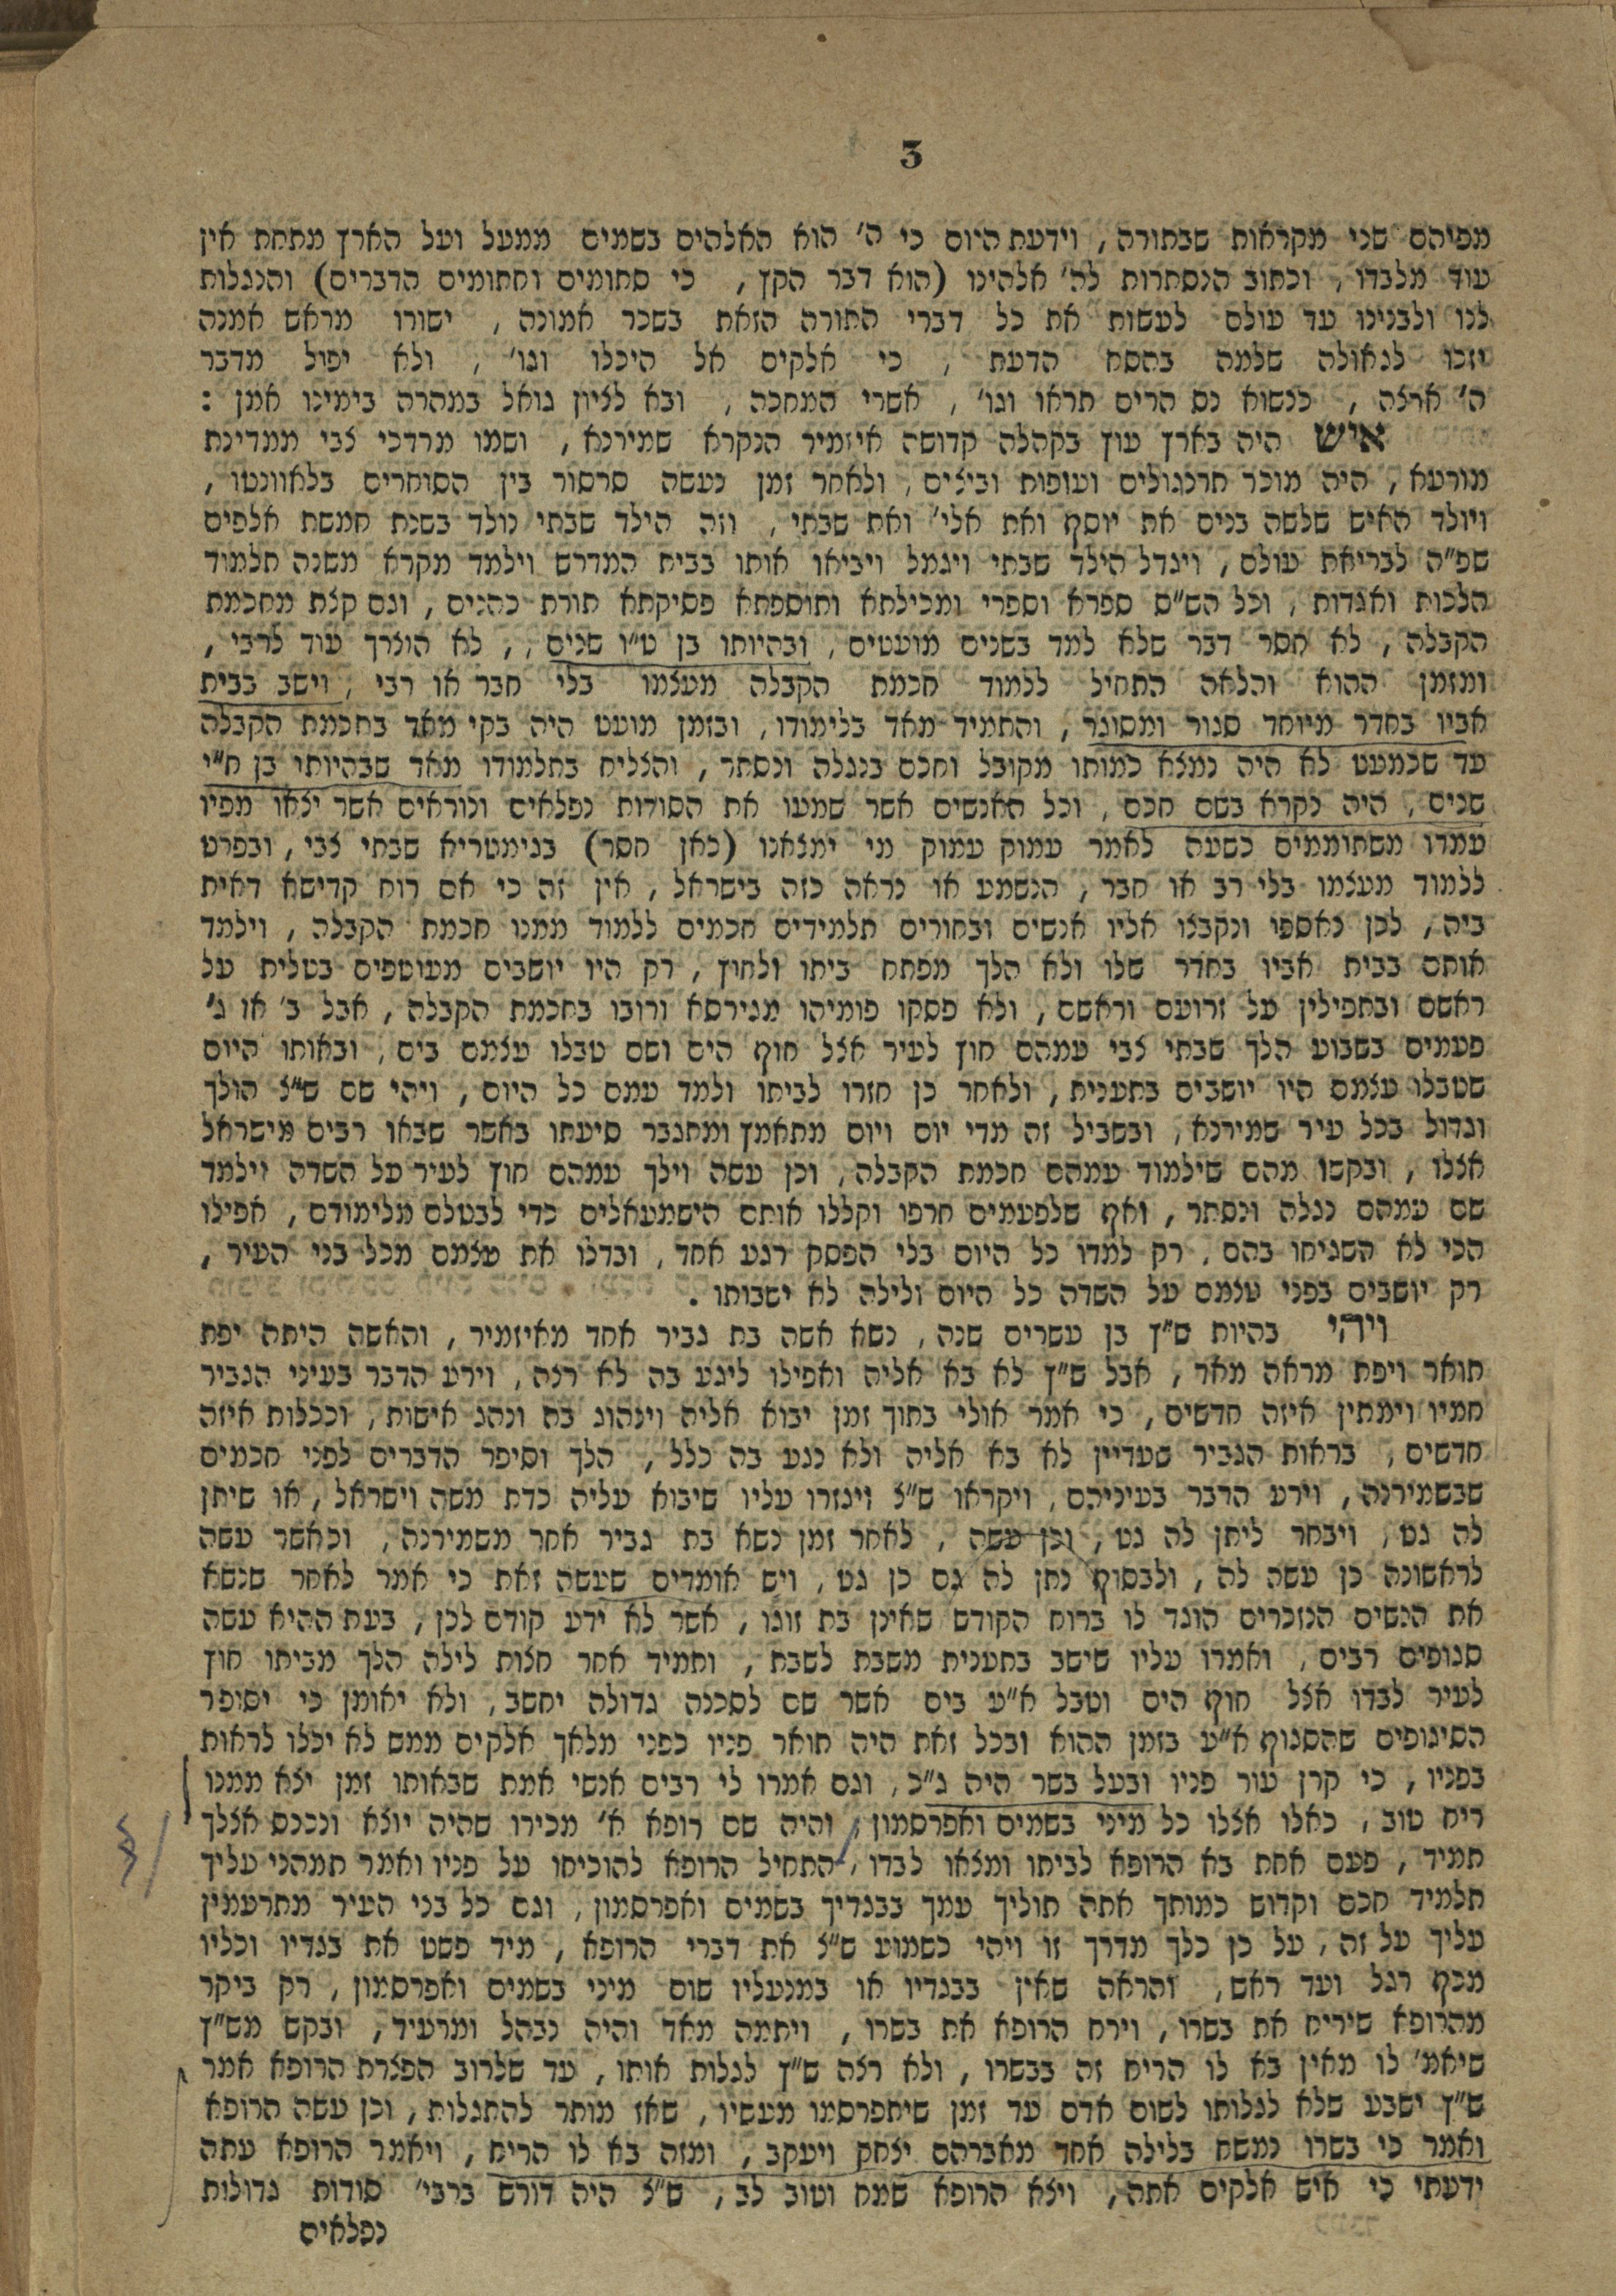 3
מפיהם שני מקראות שבתורה, וידעת היום כי ה' הוא האלהים בשמים ממעל ועל הארץ מתחת אין
עוד מלבדו, וכתוב הנסתרות לה' אלהינו (הוא דבר הקץ, כי סתומים וחתומים הדברים) והנגלות
לנו ולבנינו עד עולם לעשות את כל דברי התורה הזאת בשכר אמונה, ישורו מראש אמנה
יזכו לגאולה שלמה בהסח הדעת, כי אלקים אל היכלו וגו', ולא יפול מדבר
ה' ארצה, כנשוא נס הרים תראו וגו', אשרי המחכה, ובא לציון גואל במהרה בימינו אמן:
איש היה בארץ עוץ בקהלה קדושה איזמיר הנקרא שמירנא, ושמו מרדכי צבי ממדינת
מורעא, היה מוכר תרנגולים ועופות וביצים, ולאחר זמן נעשה סרסור בין הסוחרים בלאוונטו,
ויולד האיש שלשה בנים את יוסף ואת אלי' ואת שבתי, וזה הילד שבתי נולד בשנת חמשת אלפים
שפ"ה לבריאת עולם, ויגדל הילד שבתי ויגמל ויביאו אותו בבית המדרש וילמד מקרא משנה תלמוד
הלכות ואגדות, וכל הש"ס ספרא וספרי ומכילתא ותוספתא פסיקתא תורת כהנים, וגם קצת מחכמת
הקבלה, לא חסר דבר שלא למד בשנים מועטים, ובהיותו בן ט"ו שנים,, לא הוצרך עוד לרבי,
ומזמן ההוא והלאה התחיל ללמוד חכמת הקבלה מעצמו בלי חבר או רבי, וישב בבית
אביו בחדר מיוחד סגור ומסוגר, והתמיד מאד בלימודו, ובזמן מועט היה בקי מאד בחכמת הקבלה
עד שכמעט לא היה נמצא כמותו מקובל וחכם בנגלה ונסתר, והצליח בתלמודו מאד שבהיותי בן ח"י
שנים, היה נקרא בשם חכם, וכל האנשים אשר שמעו את הסודות נפלאים ונוראים אשר יצאו מפיו
עמדו משתוממים כשעה לאמר עמוק עמוק מי ימצאנו (כאן חסר) בגימטריא שבתי צבי, ובפרט
ללמוד מעצמו בלי רב או חבר, הנשמע או נראה כזה בישראל, אין זה כי אם רוח קדישא דאית
ביה, לכן נאספו ונקבצו אליו אנשים ובחורים תלמידים חכמים ללמוד ממנו חכמת הקבלה, וילמד
אותם בבית אביו בחדר שלו ולא הלך מפתח ביתו ולחוץ, רק היו יושבים מעוטפים בטלית על
ראשם ובתפילין על זרועם וראשם, ולא פסקו פומיהו מגירסא ורובו בחכמת הקבלה, אבל ב' או ג'
פעמים בשבוע הלך שבתי צבי עמהם חוץ לעיר אצל חוף הים ושם טבלו עצמם בים, ובאותו היום
שטבלו עצמם היו יושבים בתענית, ולאחר כן חזרו לביתו ולמד עמם כל היום, ויהי שם ש"צ הולך
וגדול בכל עיר שמירנא, ובשביל זה מדי יום ויום מתאמץ ומתגבר סיעתו באשר שבאו רבים מישראל
אצלו, ובקשו מהם שילמוד עמהם חכמת הקבלה, וכן עשה וילך עמהם חוץ לעיר על השדה וילמד
שם עמהם נגלה ונסתר, ואף שלפעמים חרפו וקללו אותם הישמעאלים כדי לבטלם מלימודם, אפילו
הכי לא השגיחו בהם, רק למדו כל היום בלי הפסק רגע אחד, ובדלו את עצמם מכל בני העיר,
רק יושבים בפני עצמם על השדה כל היום ולילה לא ישבותו.
ויהי בהיות ש"ץ בן עשרים שנה, נשא אשה בת גביר אחד מאיזמיר, והאשה היתה יפת
תואר ויפת מראה מאד, אבל ש"ץ לא בא אליה ואפילו ליגע בה לא רצה, וירע הדבר בעיני הגביר
חמיו וימתין איזה חדשים, כי אמר אולי בתוך זמן יבוא אליה וינהוג בה ונהג אישות, וככלות איזה
חדשים, בראות הגביר שעדיין לא בא אליה ולא נגע בה כלל, הלך וסיפר הדברים לפני חכמים
שבשמירנה, וירע הדבר בעיניהם, ויקראו ש"צ ויגזרו עליו שיבוא עליה כדת משה וישראל, או שיתן
לה גט, ויבחר ליתן לה גט, וכן עשה, לאחר זמן נשא בת גביר אחר משמירנה, וכאשר עשה
לראשונה כן עשה לה, ולבסוף נתן לה גם כן גט, ויש אומרים שעשה זאת כי אמר לאחר שנשא
את הנשים הנזכרים הוגד לו ברוח הקודש שאינן בת זוגו, אשר לא ידע קודם לכן, בעת ההיא עשה
סגופים רבים, ואמרו עליו שישב בתענית משבת לשבת, ותמיד אחר חצות לילה הלך מביתו חוץ
לעיר לבדו אצל חוף הים וטבל א"ע בים אשר שם לסכנה גדולה יחשב, ולא יאומן כי יסופר
הסיגופים שהסגוף א"ע בזמן ההוא ובכל זאת היה תואר פניו כפני מלאך אלקים ממש לא יכלו לראות
בפניו, כי קרן עור פניו ובעל בשר היה ג"כ, וגם אמרו לי רבים אנשי אמת שבאותו זמן יצא ממנו
ריח טוב, כאלו אצלו כל מיני בשמים ואפרסמון, והיה שם רופא א' מכירו שהיה יוצא ונכנס אצלך
תמיד, פעם אחת בא הרופא לביתו ומצאו לבדו, התחיל הרופא להוכיחו על פניו ואמר תמהני עליך
תלמיד חכם וקדוש כמותך אתה תוליך עמך בבגדיך בשמים ואפרסמון, וגם כל בני העיר מתרעמין
עליך על זה, על כן כלך מדרך זו ויהי כשמוע ש"צ את דברי הרופא, מיד פשט את בגדיו וכליו
מכף רגל ועד ראש, והראה שאין בבגדיו או במנעליו שום מיני בשמים ואפרסמון, רק ביקר
מהרופא שיריח את בשרו, וירח הרופא את בשרו, ויתמה מאד והיה נבהל ומרעיד, ובקש מש"ץ
שיאמ' לו מאין בא לו הריח זה בבשרו, ולא רצה ש"ץ לגלות אותו, עד שלרוב הפצרת הרופא אמר
ש"ץ ישבע שלא לגלותו לשום אדם עד זמן שיתפרסמו מעשיו, שאז מותר להתגלות, וכן עשה הרופא
ואמר כי בשרו נמשח בלילה אחד מאברהם יצחק ויעקב, ומזה בא לו הריח, ויאמר הרופא עתה
ידעתי כי איש אלקים אתה, ויצא הרופא שמח וטוב לב, ש"צ היה דורש ברבי' סודות גדולות
נפלאים